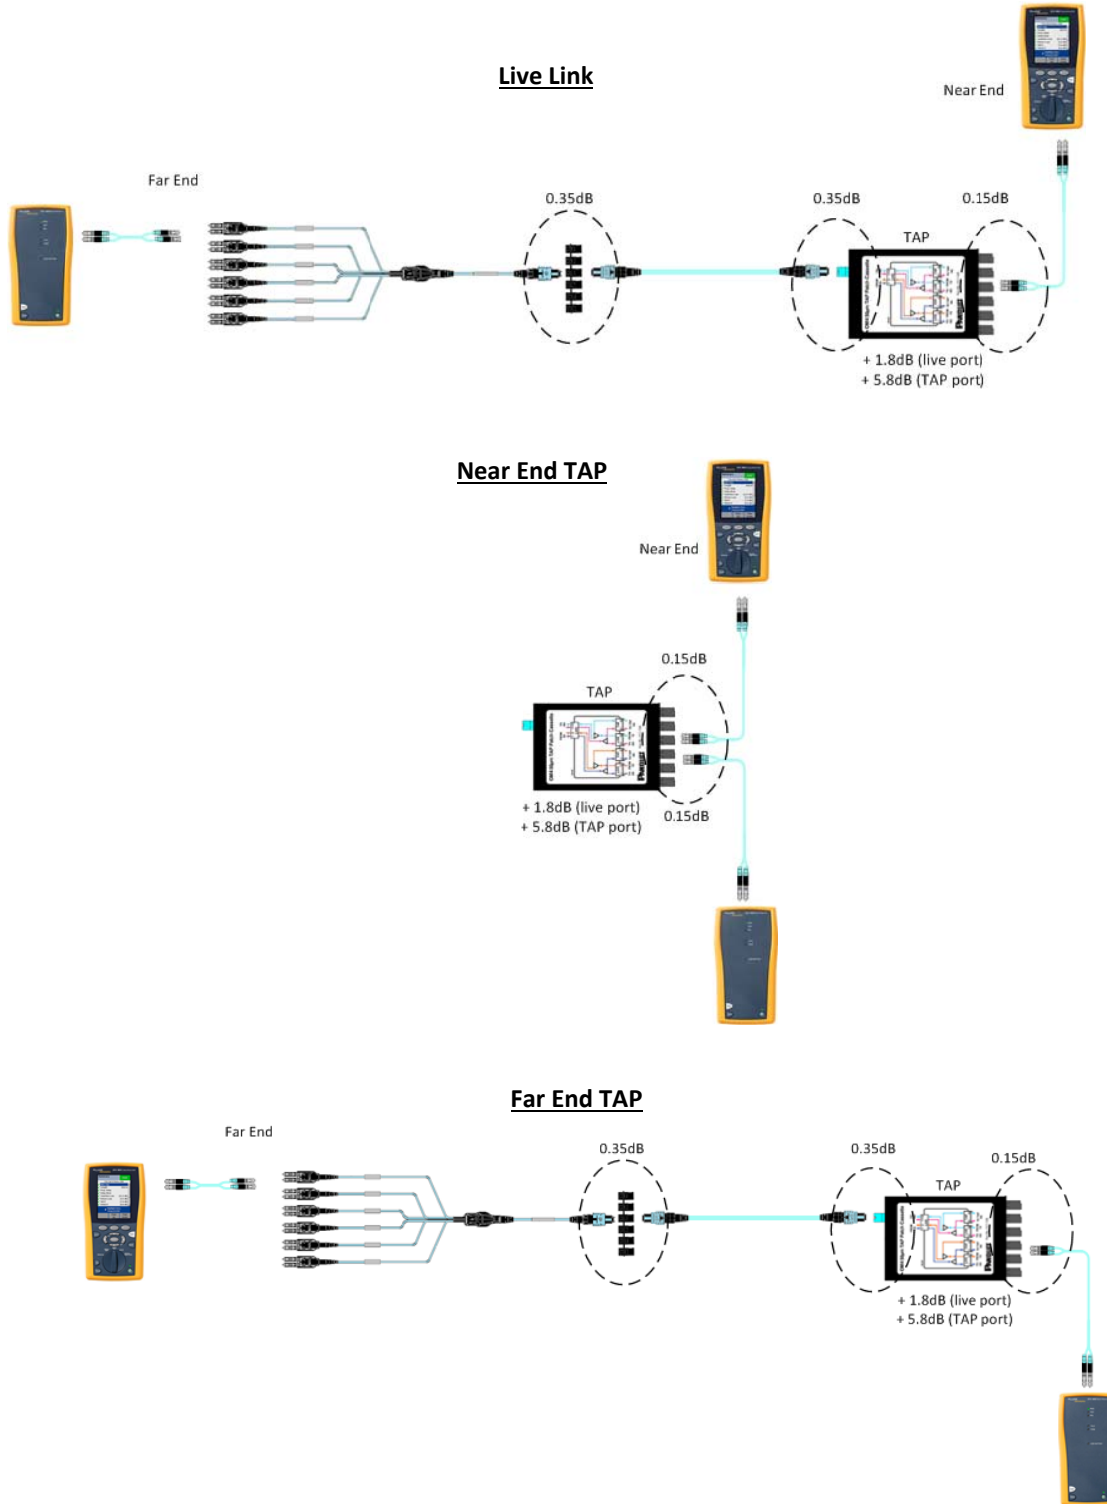 Live Link
Near End
Far End
0.35dB
0.35dB
0.15dB
TAP
+ 1.8dB (live port)
+ 5.8dB (TAP port)
Near End TAP
Near End
0.15dB
TAP
+ 1.8dB (live port)
+ 5.8dB (TAP port)
0.15dB
Far End TAP
Far End
0.35dB
0.35dB
0.15dB
TAP
+ 1.8dB (live port)
+ 5.8dB (TAP port)